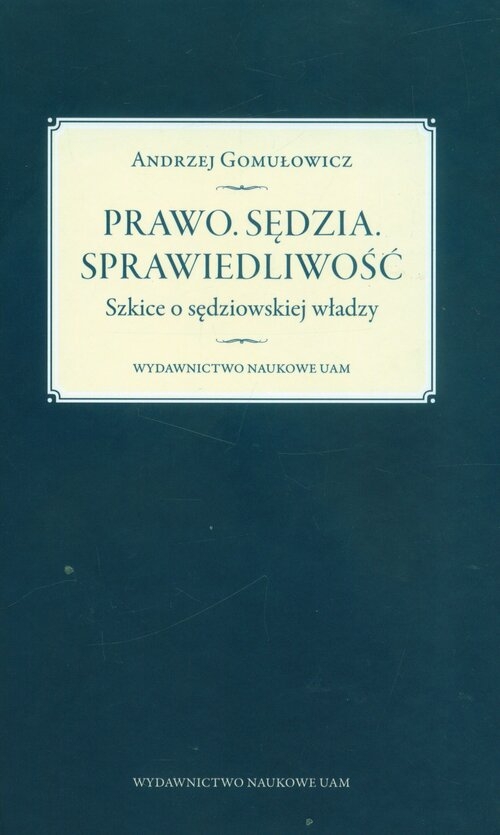 Andrzej Gomułowicz
PRAWO. SĘDZIA.
SPRAWIEDLIWOŚĆ
Szkice o sędziowskiej władzy
WYDAWNICTWO NAUKOWE UAM
WYDAWNICTWO NAUKOWE UAM